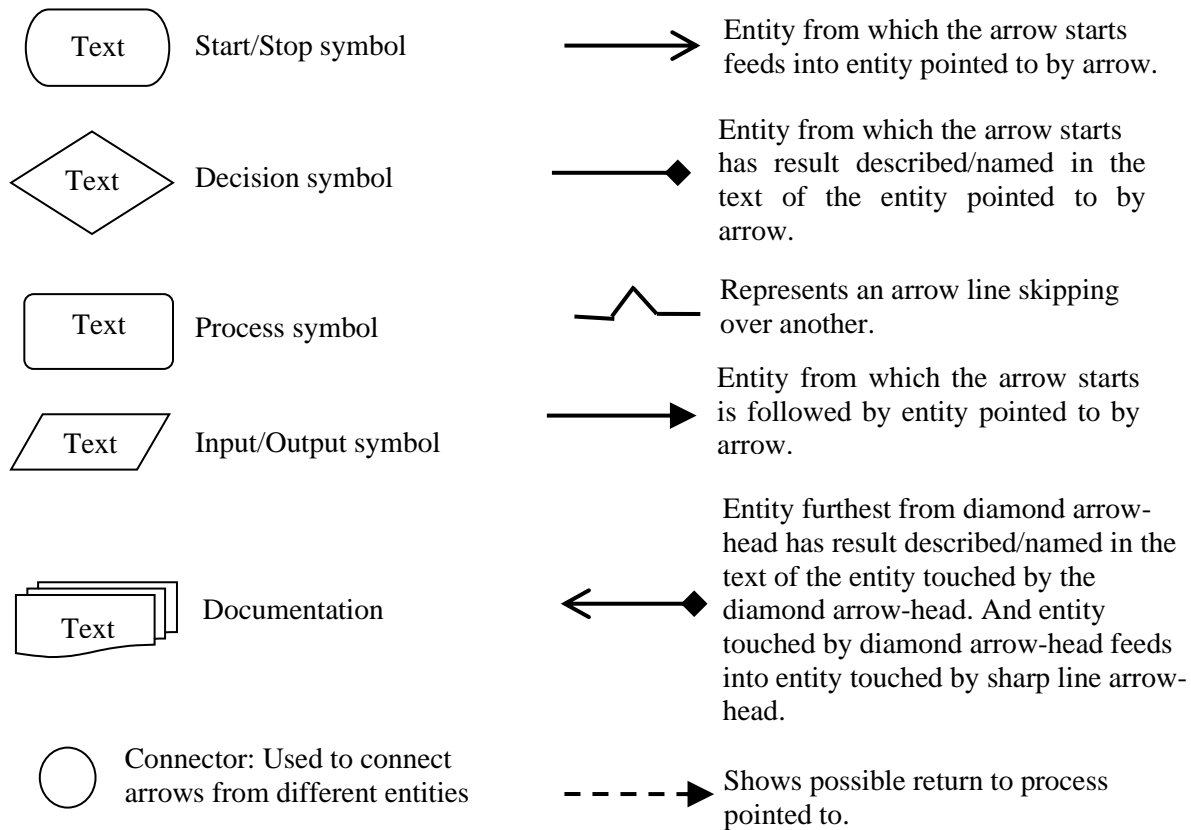 Text
Start/Stop symbol
Entity from which the arrow starts
feeds into entity pointed to by arrow.
Text
Decision symbol
Entity from which the arrow starts
has result described/named in the
text of the entity pointed to by
arrow.
Text
Process symbol
Represents an arrow line skipping
over another.
Text
Input/Output symbol
Entity from which the arrow starts
is followed by entity pointed to by
arrow.
Text
Documentation
Entity furthest from diamond arrow-
head has result described/named in the
text of the entity touched by the
diamond arrow-head. And entity
touched by diamond arrow-head feeds
into entity touched by sharp line arrow-
head.
Connector: Used to connect
arrows from different entities
Shows possible return to process
pointed to.